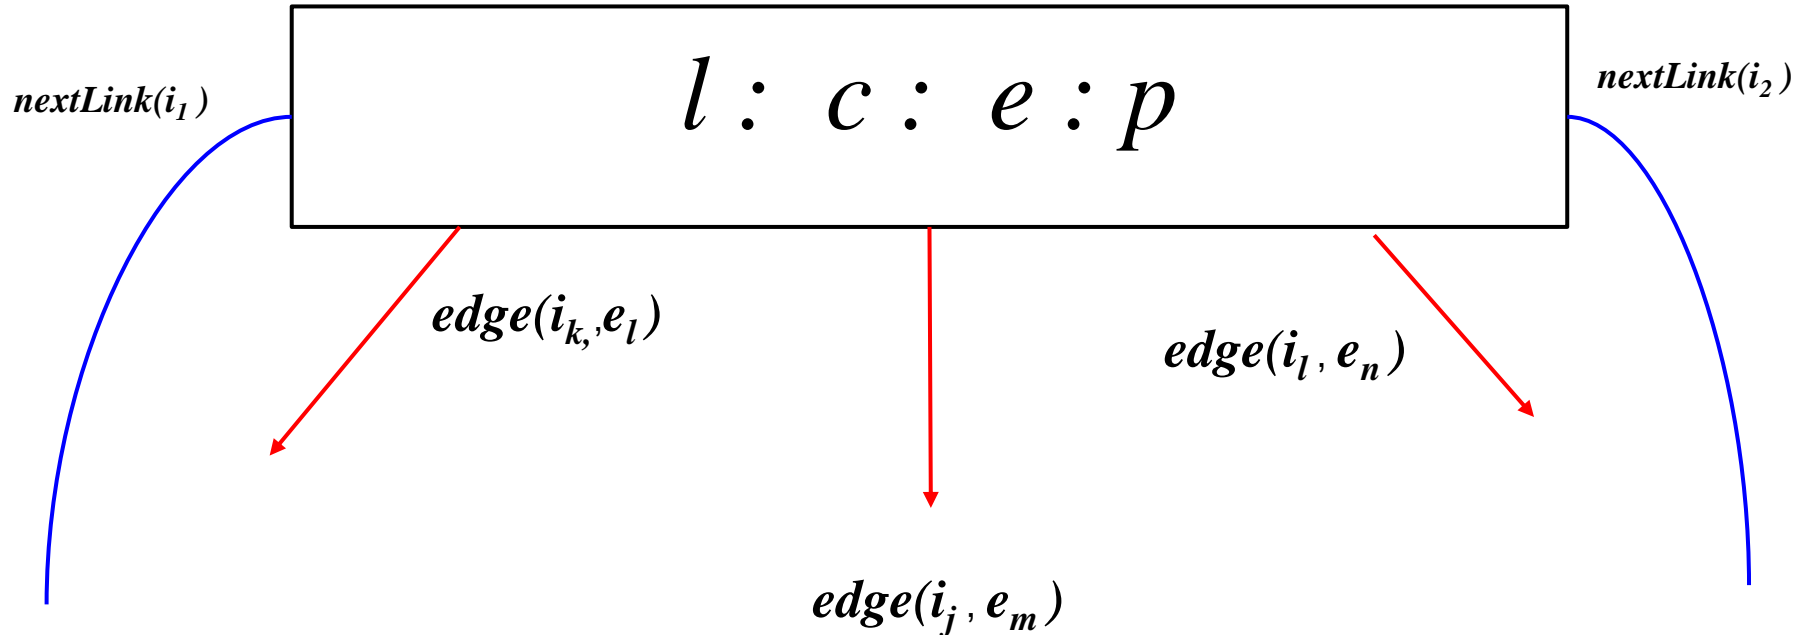 l : c : e : p
nextLink(i1)
nextLink(i2)
edge(ik,,el)
edge(il, en)
edge(ij, em)